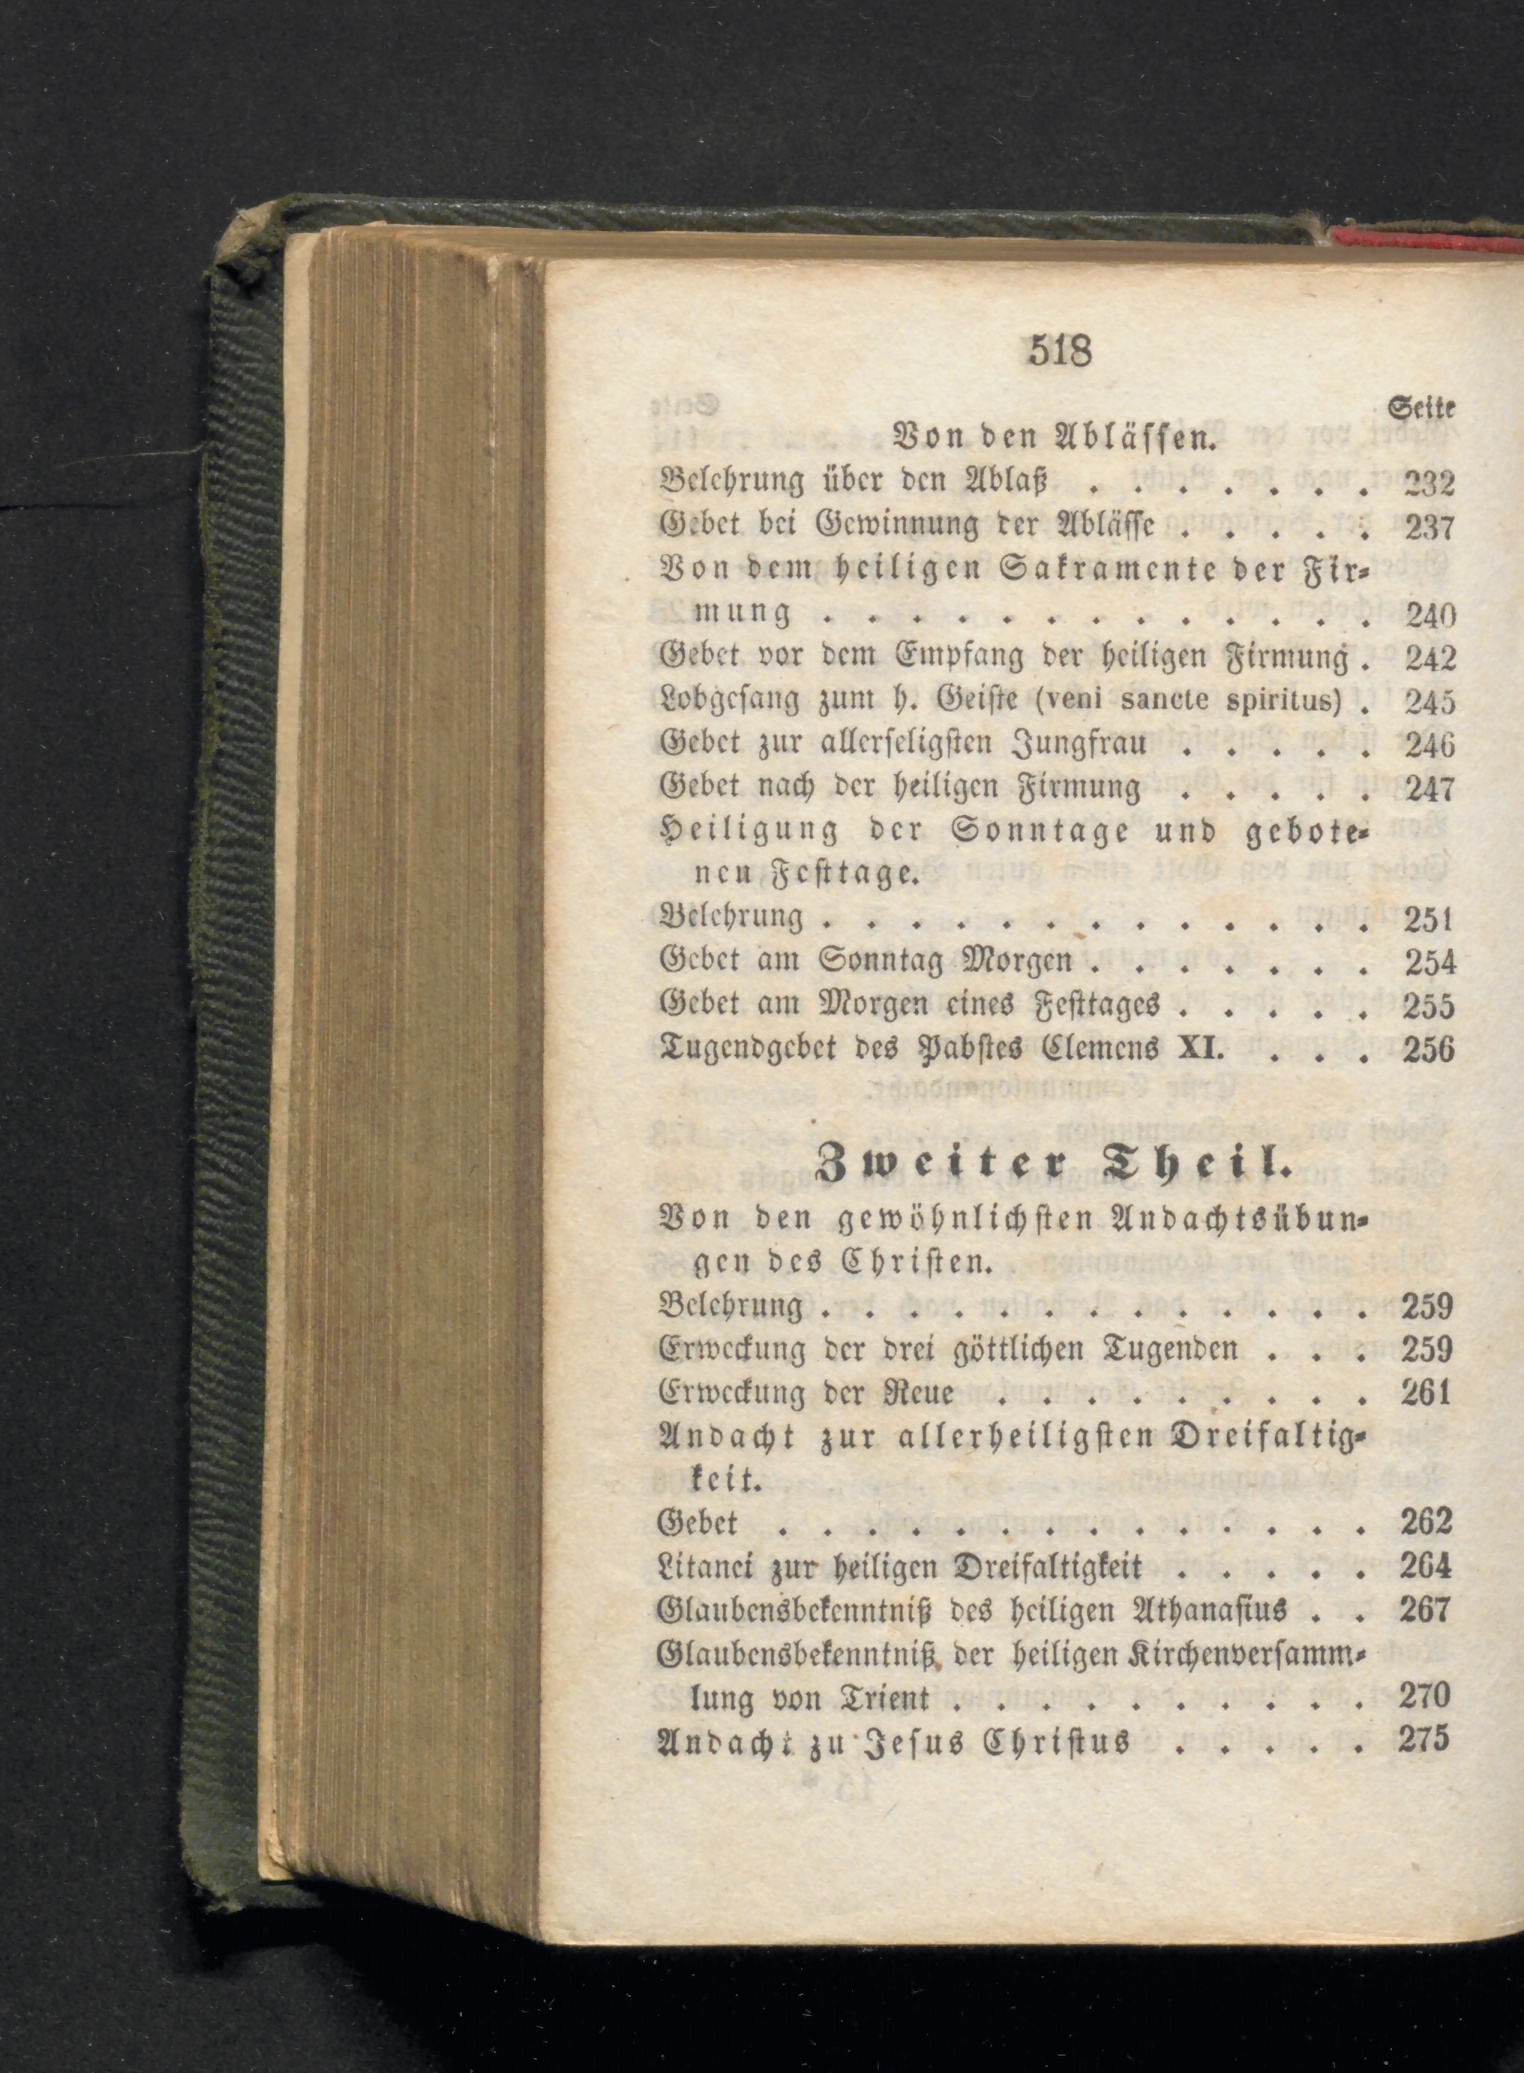 518
Seite
Von den Ablässen.
Belehrung über den Ablaß . . . . . . . 232
Gebet bei Gewinnung der Ablässe . . . . . 237
Von dem heiligen Sakramente der Fir-
mung . . . . . . . . . . . . . 240
Gebet vor dem Empfang der heiligen Firmung . 242
Lobgesang zum h. Geiste (veni sancte spiritus) . 245
Gebet zur allerseligsten Jungfrau . . . . . 246
Gebet nach der heiligen Firmung . . . . . 247
Heiligung der Sonntage und gebote-
nen Festtage.
Belehrung . . . . . . . . . . . . . 251
Gebet am Sonntag Morgen . . . . . . . 254
Gebet am Morgen eines Festtages . . . . . 255
Tugendgebet des Pabstes Clemens XI. . . . 256
Zweiter Theil.
Von den gewöhnlichsten Andachtsübun-
gen des Christen.
Belehrung . . . . . . . . . . . . . 259
Erweckung der drei göttlichen Tugenden . . . 259
Erweckung der Reue . . . . . . . . . 261
Andacht zur allerheiligsten Dreifaltig-
keit.
Gebet . . . . . . . . . . . . . . 262
Litanei zur heiligen Dreifaltigkeit . . . . . 264
Glaubensbekenntniß des heiligen Athanasius . . 267
Glaubensbekenntniß der heiligen Kirchenversamm-
lung von Trient . . . . . . . . . . 270
Andacht zu Jesus Christus . . . . . 275